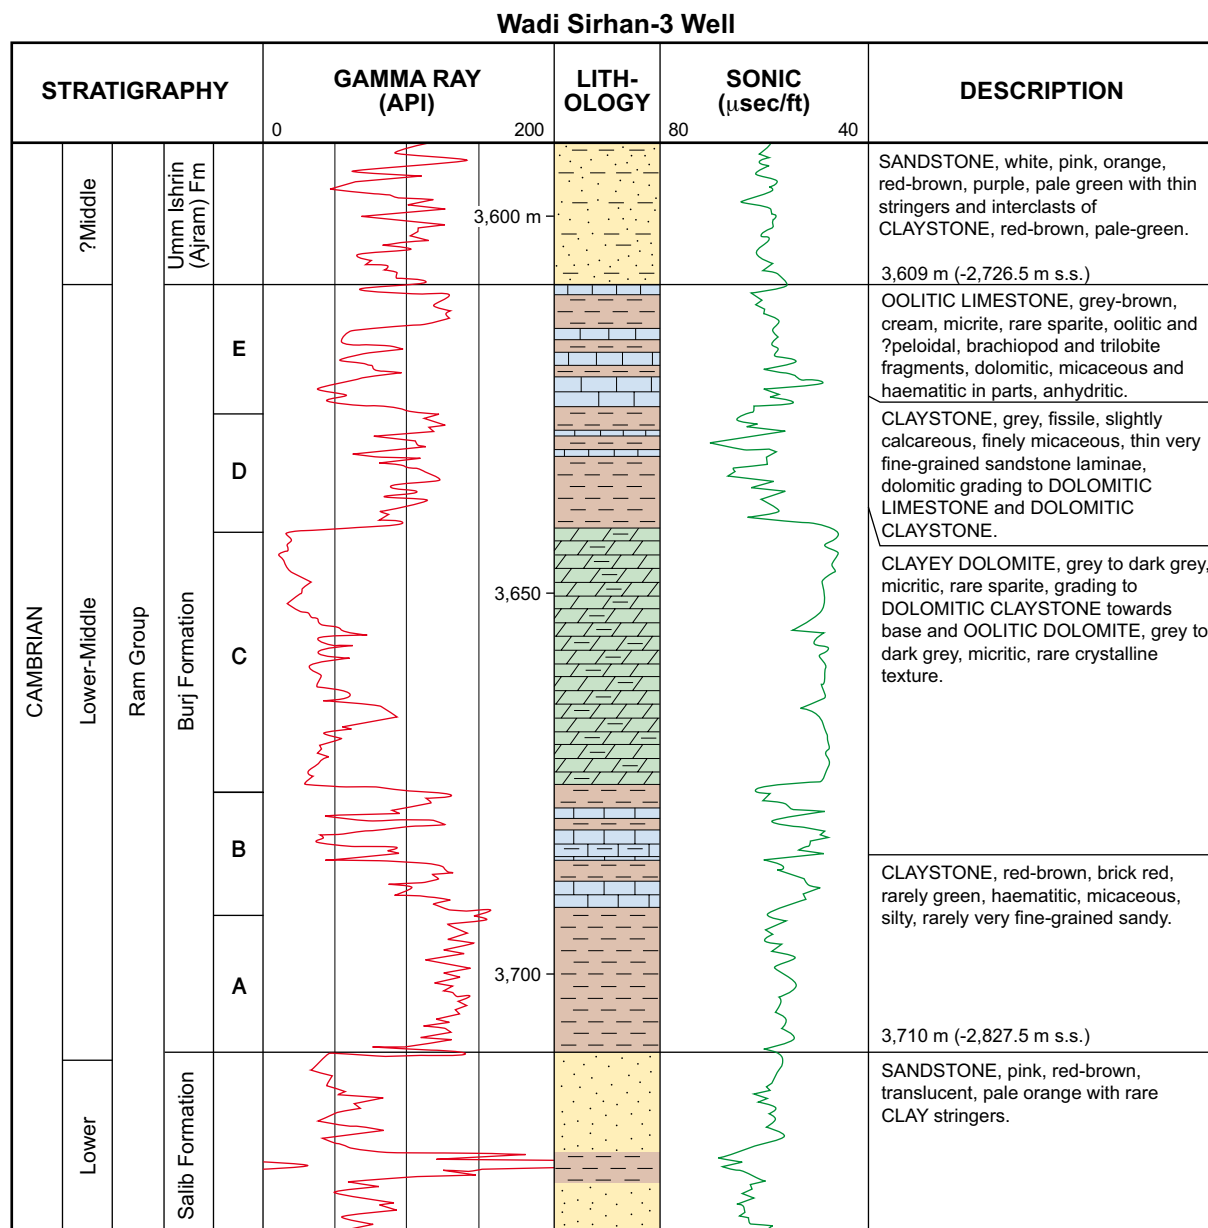 Wadi Sirhan-3 Well
STRATIGRAPHY
GAMMA RAY
(API)
0
200
LITH-
OLOGY
SONIC
(μsec/ft)
80
40
DESCRIPTION
CAMBRIAN
?Middle
Lower-Middle
Lower
Ram Group
Umm Ishrin
(Ajram) Fm
Burj Formation
Salib Formation
E
D
C
B
A
3,600 m
3,650
3,700
SANDSTONE, white, pink, orange,
red-brown, purple, pale green with thin
stringers and interclasts of
CLAYSTONE, red-brown, pale-green.
3,609 m (-2,726.5 m s.s.)
OOLITIC LIMESTONE, grey-brown,
cream, micrite, rare sparite, oolitic and
?peloidal, brachiopod and trilobite
fragments, dolomitic, micaceous and
haematitic in parts, anhydritic.
CLAYSTONE, grey, fissile, slightly
calcareous, finely micaceous, thin very
fine-grained sandstone laminae,
dolomitic grading to DOLOMITIC
LIMESTONE and DOLOMITIC
CLAYSTONE.
CLAYEY DOLOMITE, grey to dark grey,
micritic, rare sparite, grading to
DOLOMITIC CLAYSTONE towards
base and OOLITIC DOLOMITE, grey to
dark grey, micritic, rare crystalline
texture.
CLAYSTONE, red-brown, brick red,
rarely green, haematitic, micaceous,
silty, rarely very fine-grained sandy.
3,710 m (-2,827.5 m s.s.)
SANDSTONE, pink, red-brown,
translucent, pale orange with rare
CLAY stringers.